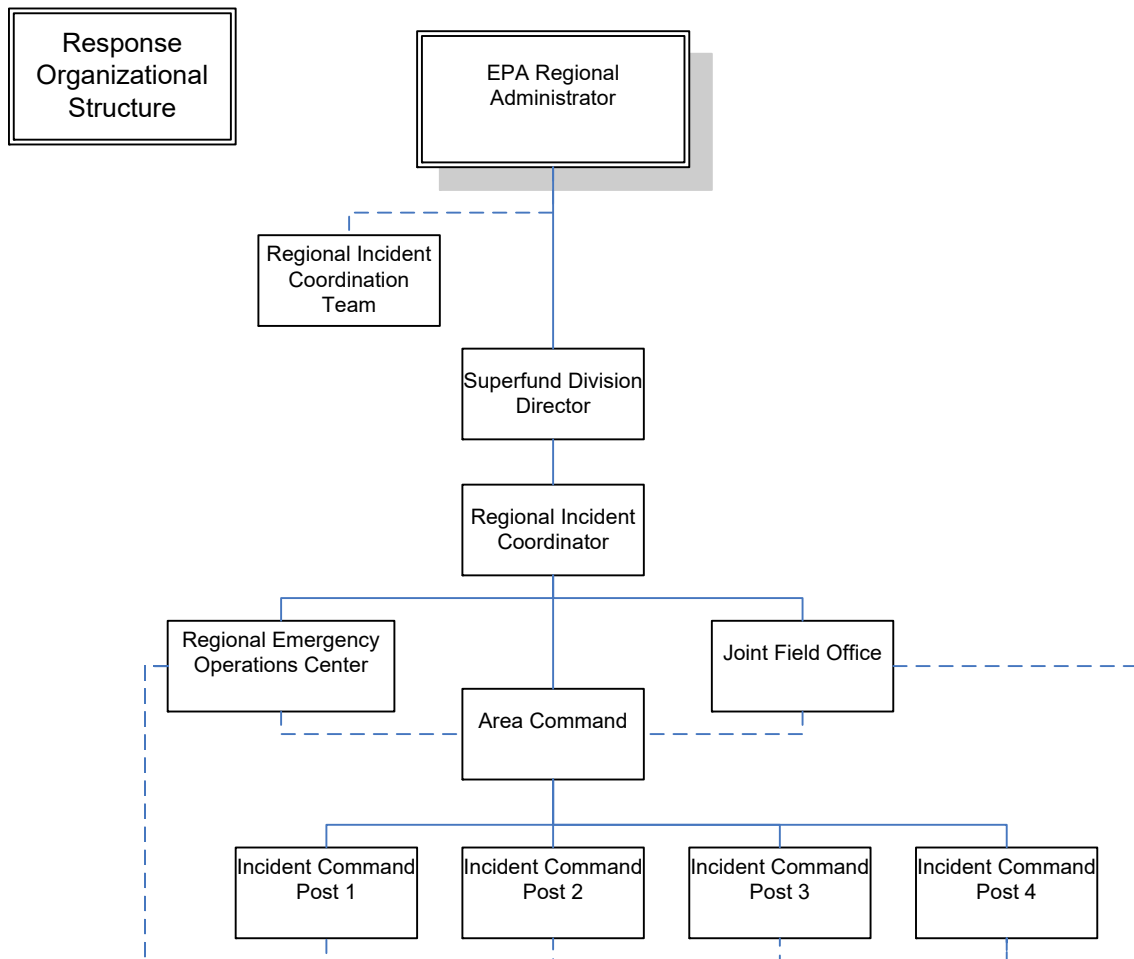 Response
Organizational
Structure
EPA Regional
Administrator
Regional Incident
Coordination
Team
Superfund Division
Director
Regional Incident
Coordinator
Regional Emergency
Operations Center
Joint Field Office
Area Command
Incident Command
Post 1
Incident Command
Post 2
Incident Command
Post 3
Incident Command
Post 4